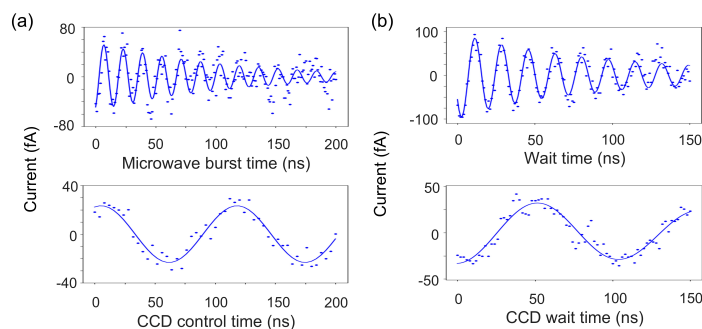 (a)
(b)
Current (fA)
80
0
-80
0 50 100 150 200
Microwave burst time (ns)
40
0
-40
0 50 100 150 200
CCD control time (ns)
Current (fA)
100
0
-100
0 50 100 150
Wait time (ns)
50
0
-50
0 50 100 150
CCD wait time (ns)